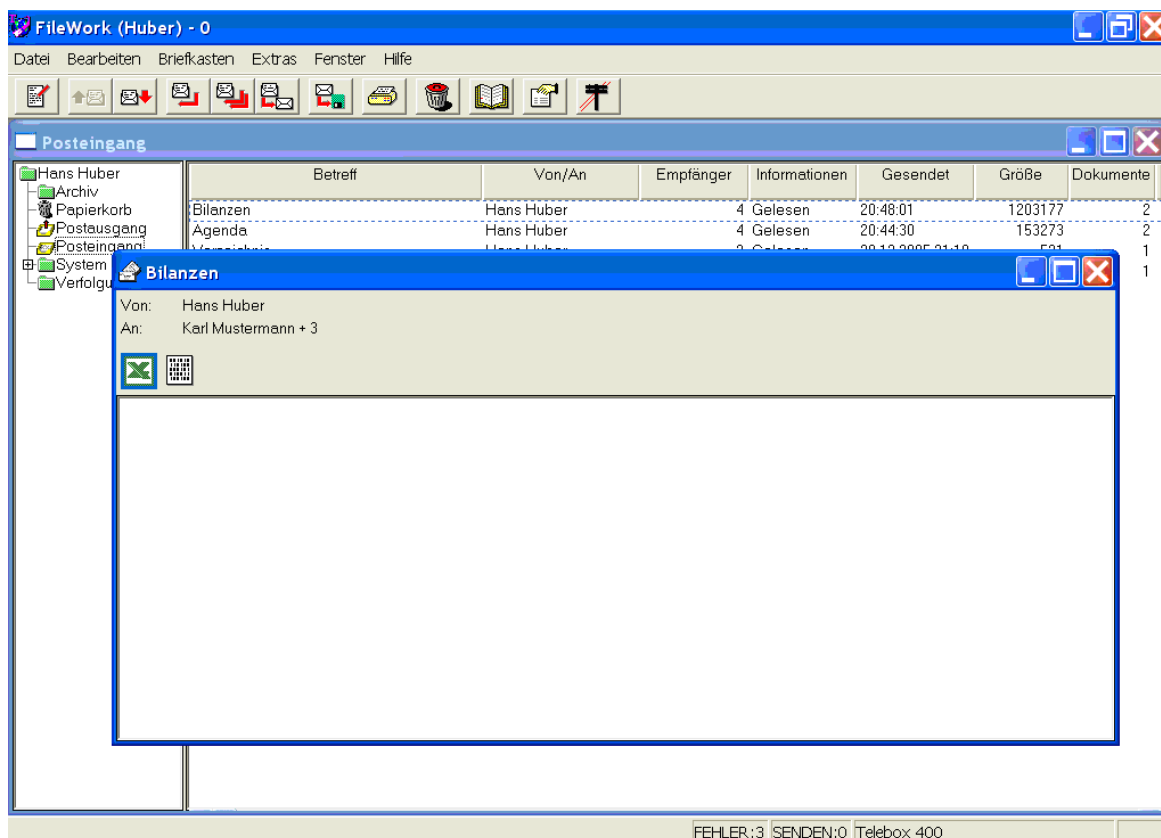 FileWork (Huber) - 0
Datei Bearbeiten Briefkasten Extras Fenster Hilfe
Posteingang
Hans Huber
Archiv
Papierkorb
Postausgang
Posteingang
System
Verfolgu
Betreff Von/An Empfänger Informationen Gesendet Größe Dokumente
Bilanzen Hans Huber 4 Gelesen 20:48:01 1203177 2
Agenda Hans Huber 4 Gelesen 20:44:30 153273 2
1
1
Bilanzen
Von: Hans Huber
An: Karl Mustermann + 3
FEHLER:3 SENDEN:0 Telebox 400